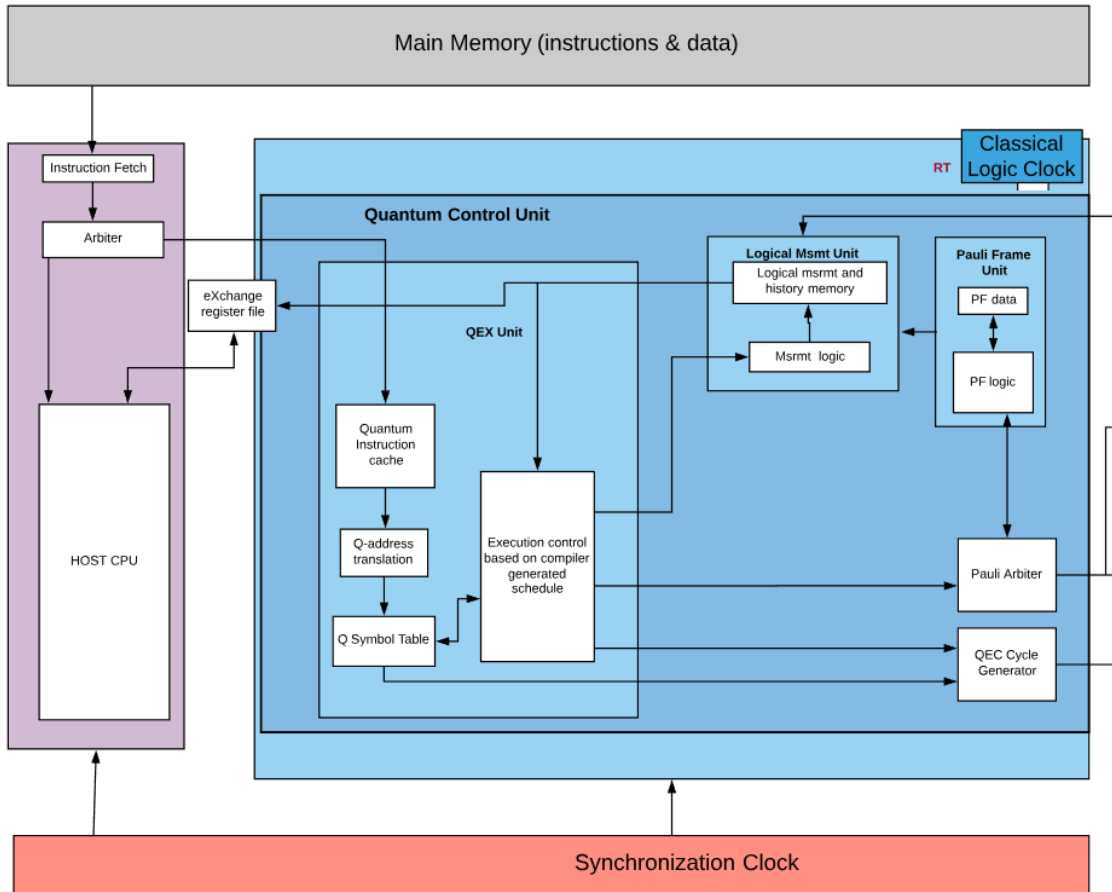 Main Memory (instructions & data)
Instruction Fetch
Arbiter
eXchange
register file
HOST CPU
Classical
Logic Clock
RT
Quantum Control Unit
QEX Unit
Quantum
Instruction
cache
Q-address
translation
Q Symbol Table
Execution control
based on compiler
generated
schedule
Logical Msmt Unit
Logical msrmt and
history memory
Msrmt logic
Pauli Frame
Unit
PF data
PF logic
Pauli Arbiter
QEC Cycle
Generator
Synchronization Clock